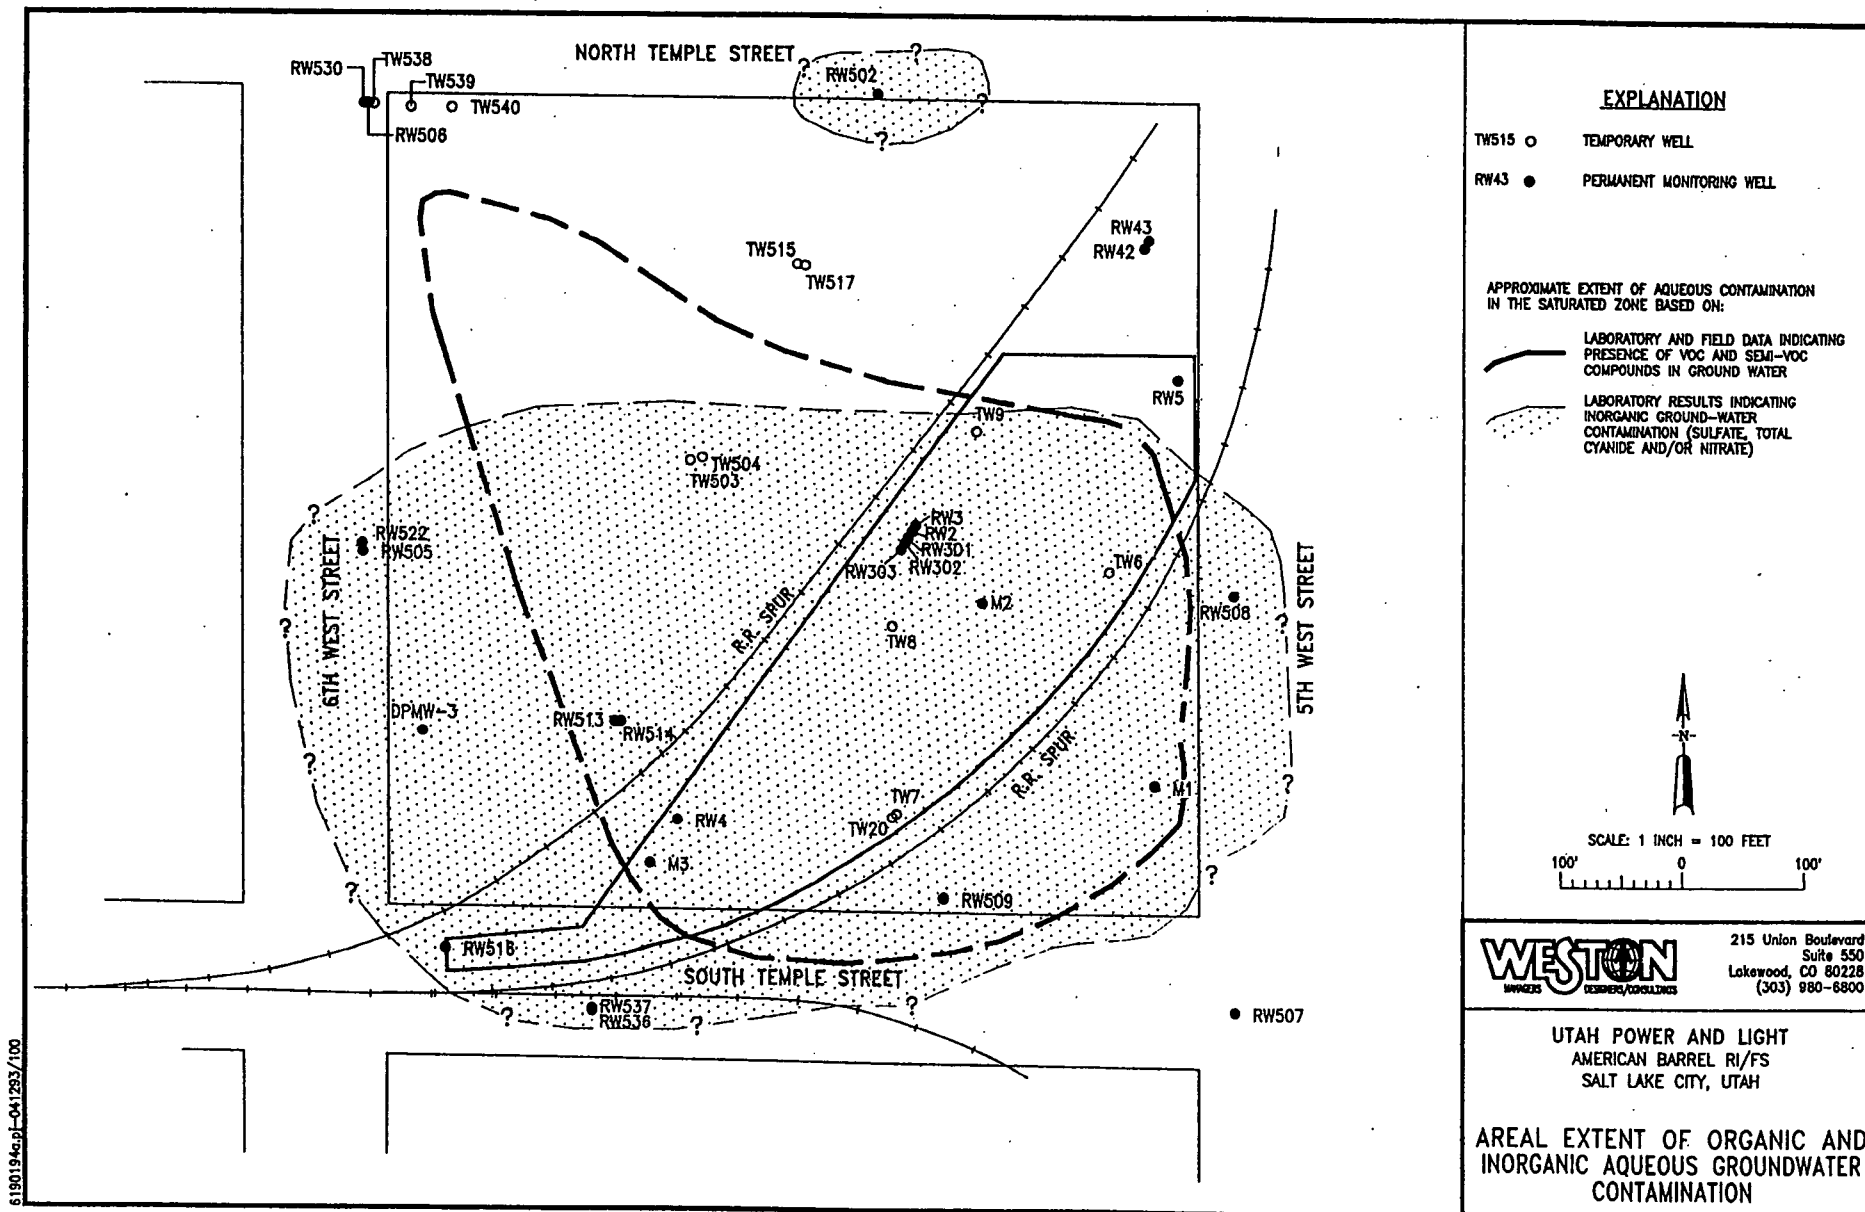 NORTH TEMPLE STREET
RW530
TW538
TW539
TW540
RW506
RW502
?
?
?
?
RW43
RW42
TW515
TW517
RW5
TW9
TW504
TW503
?
RW522
RW505
6TH WEST STREET
RW3
RW2
RW301
RW302
RW303
TW6
M2
TW8
RW508
?
?
5TH WEST STREET
R.R. SPUR
DPMW-3
RW513
RW514
R.R. SPUR
?
?
M1
TW7
TW20
RW4
M3
?
?
RW509
RW518
SOUTH TEMPLE STREET
RW537
RW536
?
?
?
RW507
6190194a.pl-041293/100
EXPLANATION
TW515 TEMPORARY WELL
RW43 PERMANENT MONITORING WELL
APPROXIMATE EXTENT OF AQUEOUS CONTAMINATION
IN THE SATURATED ZONE BASED ON:
LABORATORY AND FIELD DATA INDICATING
PRESENCE OF VOC AND SEMI-VOC
COMPOUNDS IN GROUND WATER
LABORATORY RESULTS INDICATING
INORGANIC GROUND-WATER
CONTAMINATION (SULFATE, TOTAL
CYANIDE AND/OR NITRATE)
-N-
SCALE: 1 INCH = 100 FEET
100' 0 100'
WESTON
MANAGERS DESIGNERS/CONSULTANTS
215 Union Boulevard
Suite 550
Lakewood, CO 80228
(303) 980-6800
UTAH POWER AND LIGHT
AMERICAN BARREL RI/FS
SALT LAKE CITY, UTAH
AREAL EXTENT OF ORGANIC AND
INORGANIC AQUEOUS GROUNDWATER
CONTAMINATION